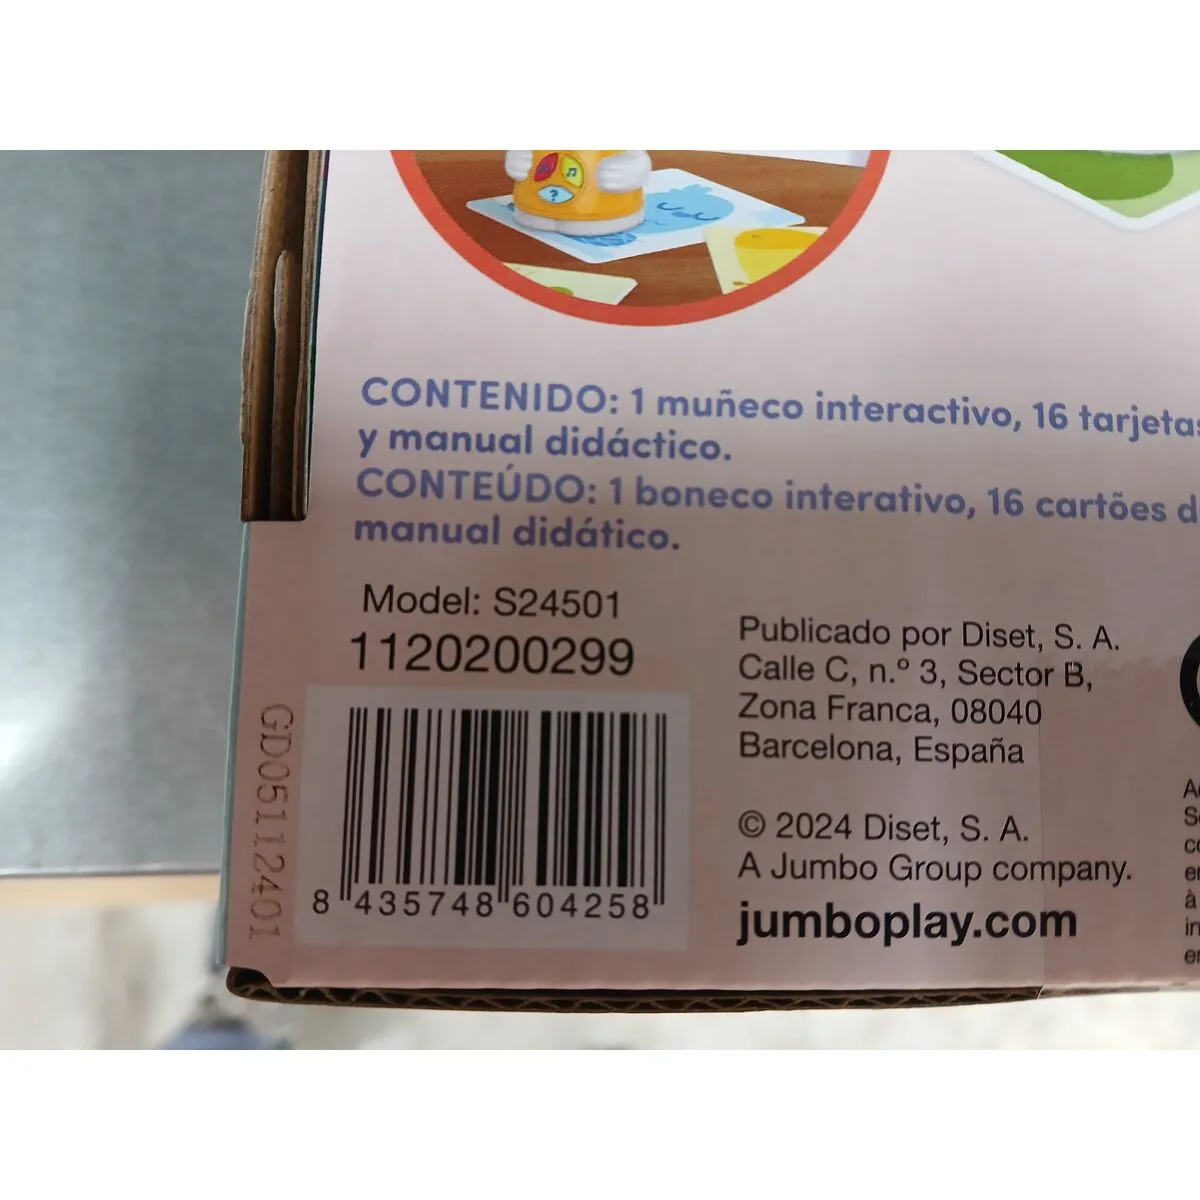 ?
CONTENIDO: 1 muñeco interactivo, 16 tarjetas
y manual didáctico.
CONTEÚDO: 1 boneco interativo, 16 cartões d
manual didático.
Model: S24501
1120200299
GD05112401
8 435748 604258
Publicado por Diset, S. A.
Calle C, n.º 3, Sector B,
Zona Franca, 08040
Barcelona, España
© 2024 Diset, S. A.
A Jumbo Group company.
jumboplay.com